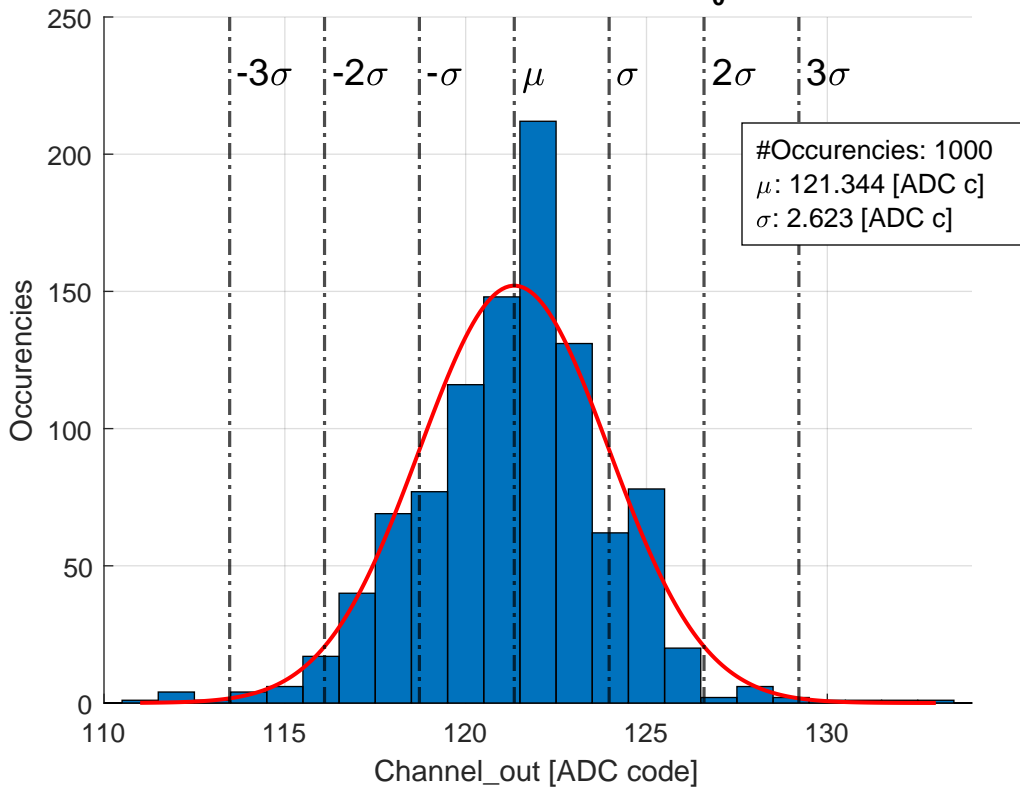 0
250
-3σ -2σ -σ μ σ 2σ 3σ
#Occurencies: 1000
μ: 121.344 [ADC c]
σ: 2.623 [ADC c]
200
150
100
50
0
Occurencies
110 115 120 125 130
Channel_out [ADC code]